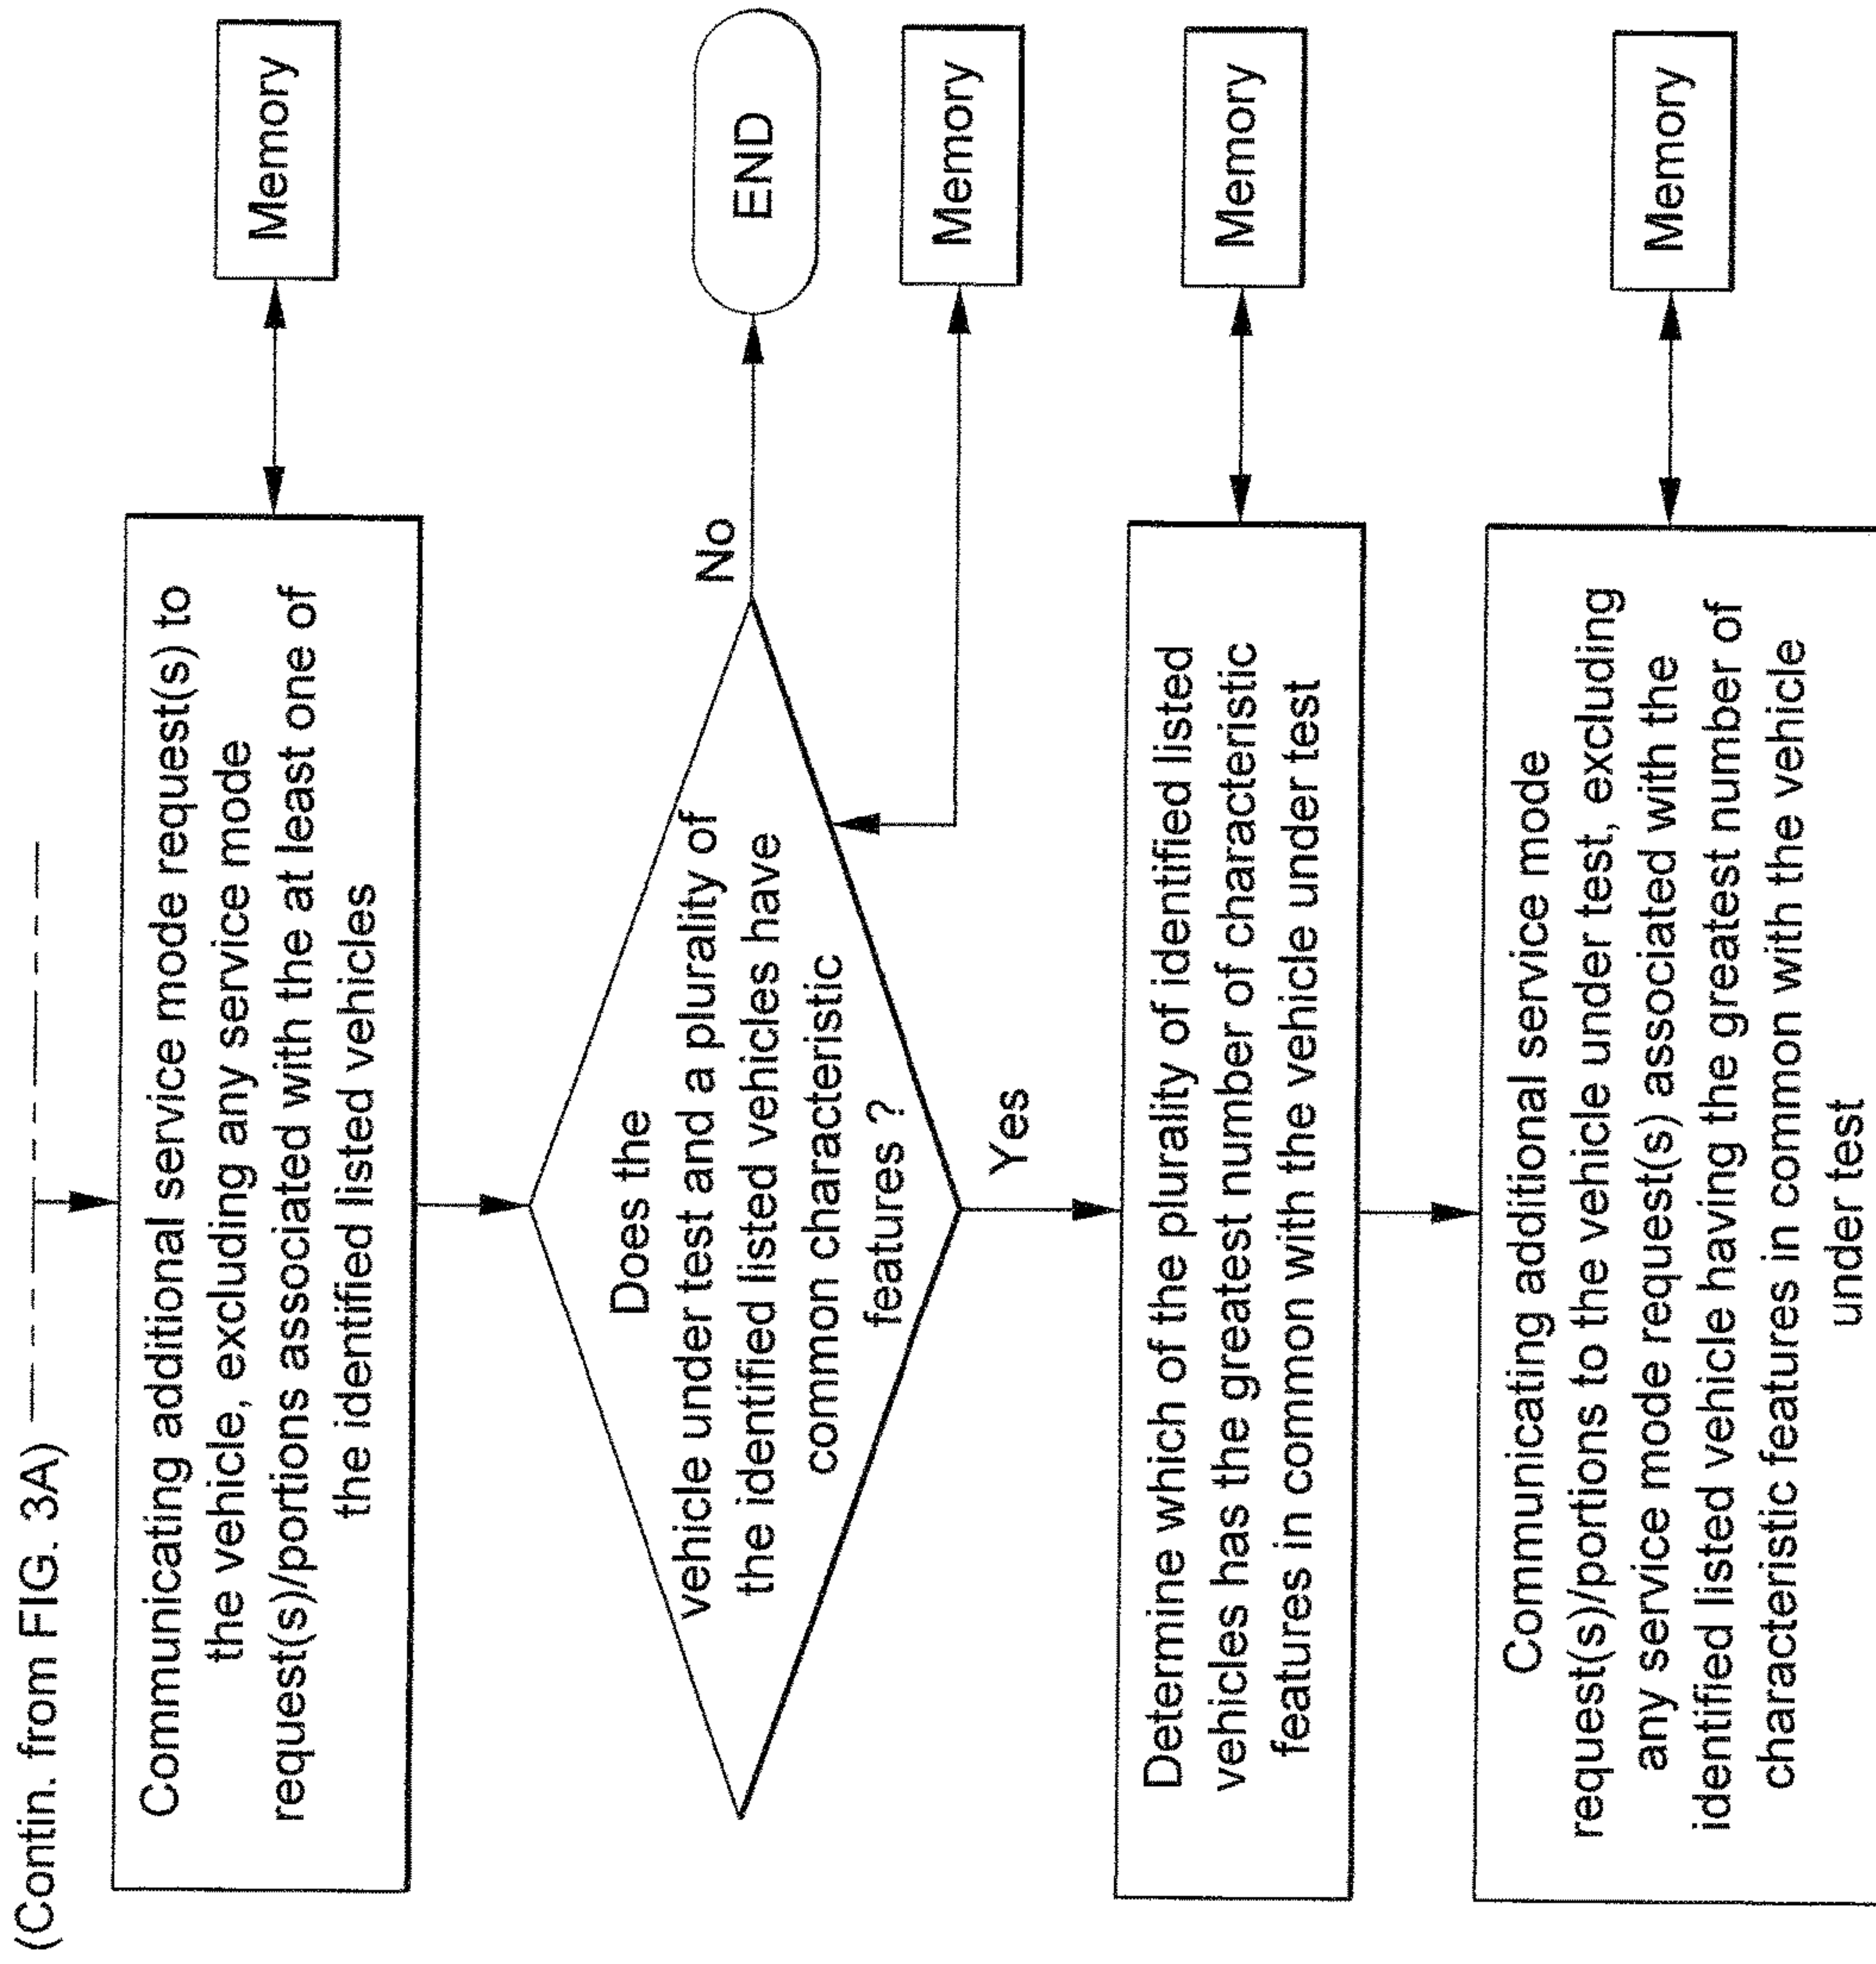 (Contin. from FIG. 3A)
Communicating additional service mode requests(s) to
the vehicle, excluding any service mode
request(s)/portions associated with the at least one of
the identified listed vehicles
Memory
Does the
vehicle under test and a plurality of
the identified listed vehicles have
common characteristic
features ?
No
END
Memory
Yes
Determine which of the plurality of identified listed
vehicles has the greatest number of characteristic
features in common with the vehicle under test
Memory
Communicating additional service mode
request(s)/portions to the vehicle under test, excluding
any service mode request(s) associated with the
identified listed vehicle having the greatest number of
characteristic features in common with the vehicle
under test
Memory